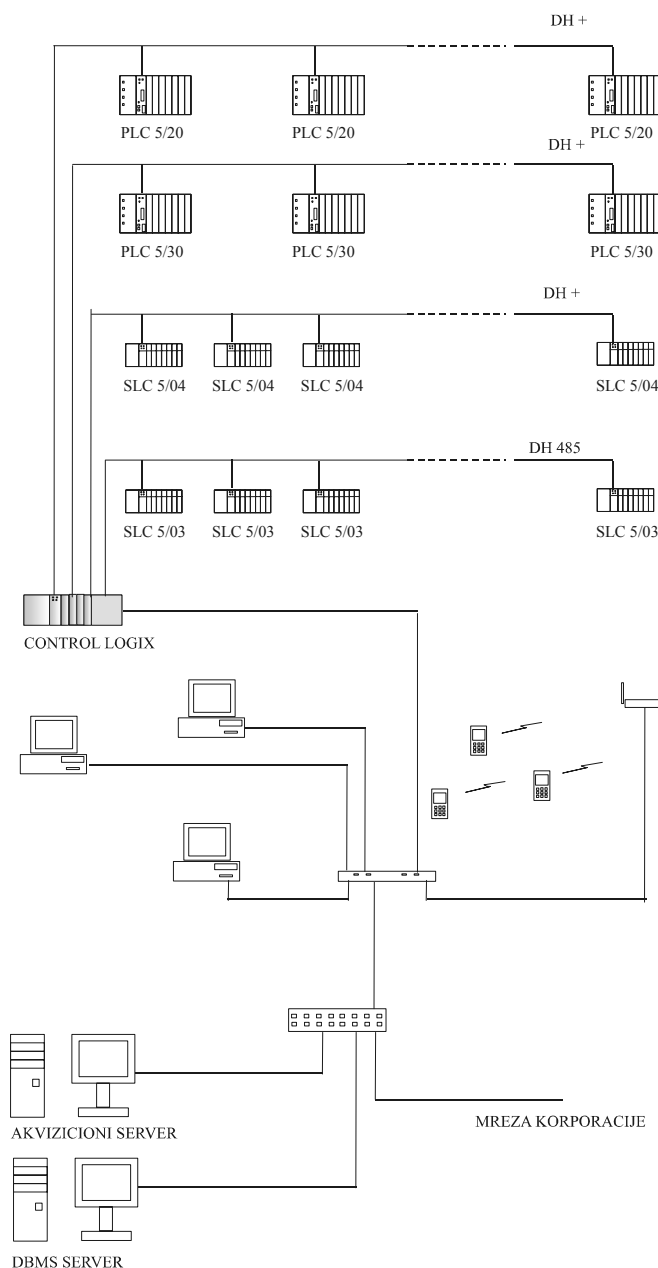 DH +
PLC 5/20 PLC 5/20 PLC 5/20
DH +
PLC 5/30 PLC 5/30 PLC 5/30
DH +
SLC 5/04 SLC 5/04 SLC 5/04 SLC 5/04
DH 485
SLC 5/03 SLC 5/03 SLC 5/03 SLC 5/03
CONTROL LOGIX
AKVIZICIONI SERVER
MREZA KORPORACIJE
DBMS SERVER